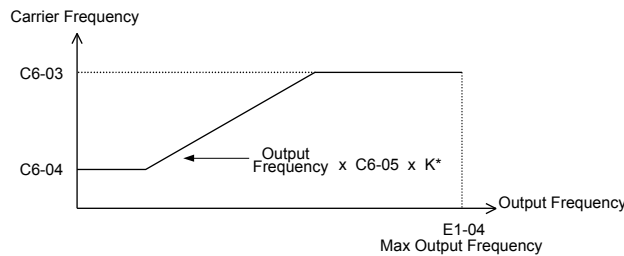 Carrier Frequency
C6-03
Output
Frequency x C6-05 x K*
C6-04
Output Frequency
E1-04
Max Output Frequency